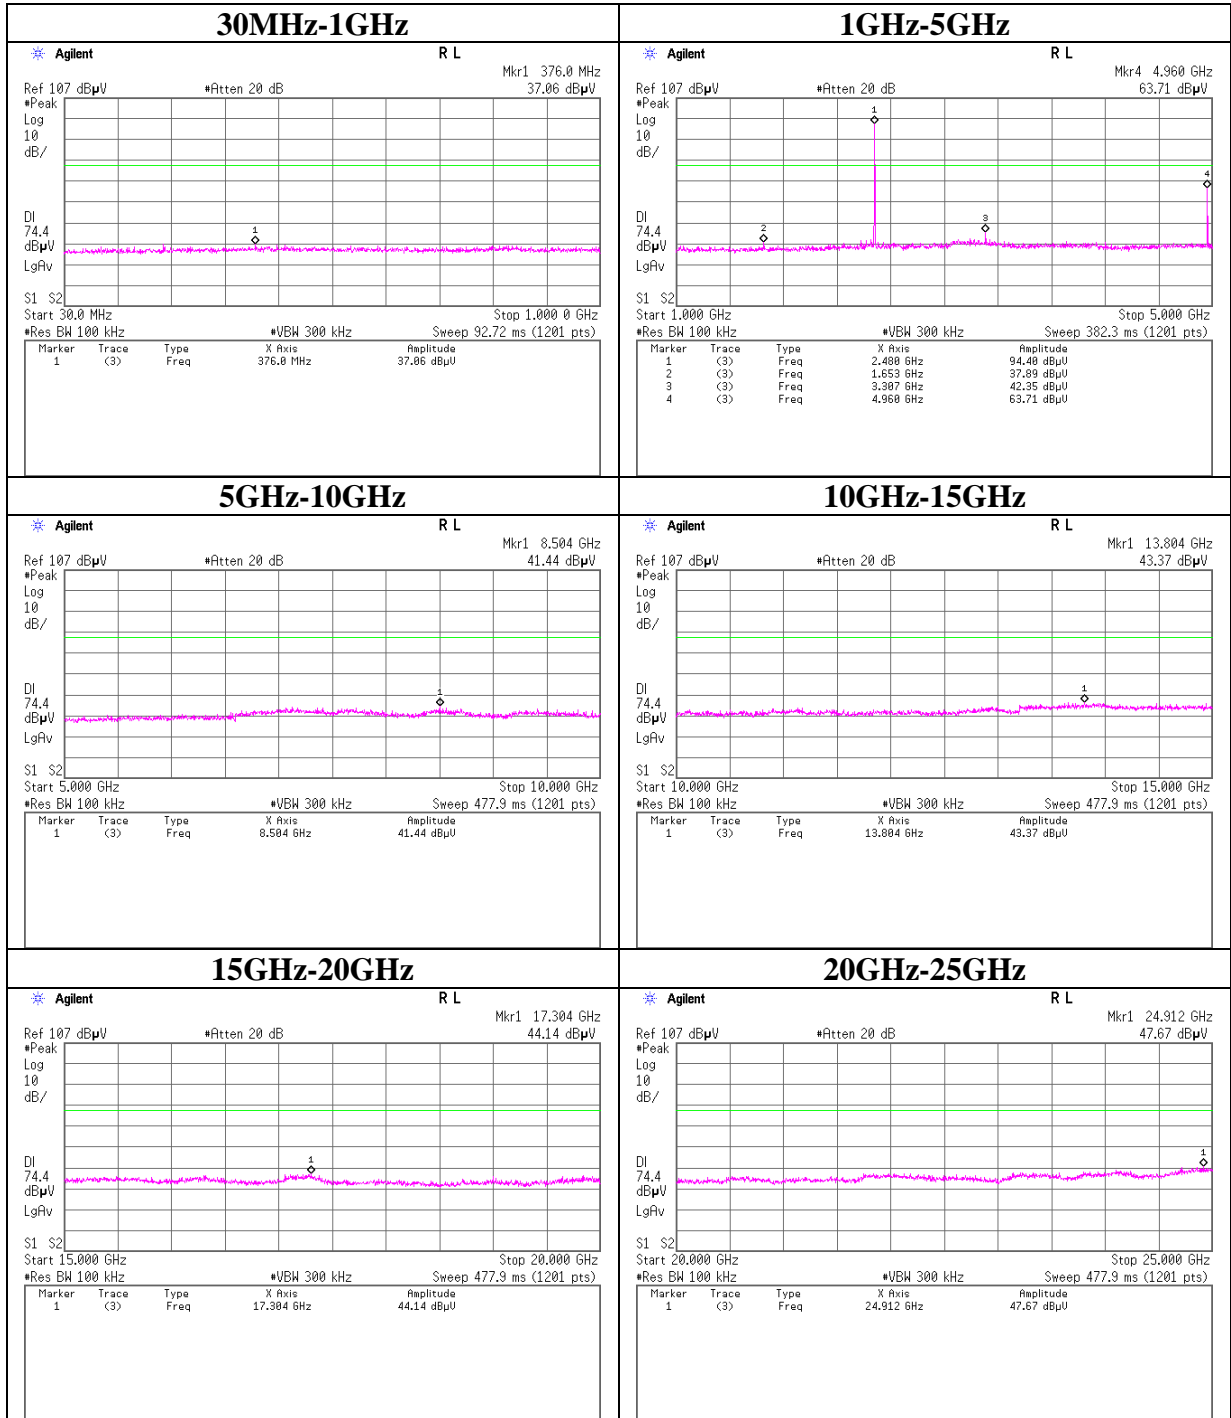 30MHz-1GHz
Agilent R L
Mkr1 376.0 MHz
Ref 107 dBµV #Atten 20 dB 37.06 dBµV
#Peak
Log
10
dB/
1
DI
74.4
dBµV
LgAv
S1 S2
Start 30.0 MHz Stop 1.000 0 GHz
#Res BW 100 kHz #VBW 300 kHz Sweep 92.72 ms (1201 pts)
Marker Trace Type X Axis Amplitude
1 (3) Freq 376.0 MHz 37.06 dBµV
1GHz-5GHz
Agilent R L
Mkr4 4.960 GHz
Ref 107 dBµV #Atten 20 dB 63.71 dBµV
#Peak
Log
10
dB/
1
4
3
2
DI
74.4
dBµV
LgAv
S1 S2
Start 1.000 GHz Stop 5.000 GHz
#Res BW 100 kHz #VBW 300 kHz Sweep 382.3 ms (1201 pts)
Marker Trace Type X Axis Amplitude
1 (3) Freq 2.480 GHz 94.40 dBµV
2 (3) Freq 1.653 GHz 37.89 dBµV
3 (3) Freq 3.307 GHz 42.35 dBµV
4 (3) Freq 4.960 GHz 63.71 dBµV
5GHz-10GHz
Agilent R L
Mkr1 8.504 GHz
Ref 107 dBµV #Atten 20 dB 41.44 dBµV
#Peak
Log
10
dB/
1
DI
74.4
dBµV
LgAv
S1 S2
Start 5.000 GHz Stop 10.000 GHz
#Res BW 100 kHz #VBW 300 kHz Sweep 477.9 ms (1201 pts)
Marker Trace Type X Axis Amplitude
1 (3) Freq 8.504 GHz 41.44 dBµV
10GHz-15GHz
Agilent R L
Mkr1 13.804 GHz
Ref 107 dBµV #Atten 20 dB 43.37 dBµV
#Peak
Log
10
dB/
1
DI
74.4
dBµV
LgAv
S1 S2
Start 10.000 GHz Stop 15.000 GHz
#Res BW 100 kHz #VBW 300 kHz Sweep 477.9 ms (1201 pts)
Marker Trace Type X Axis Amplitude
1 (3) Freq 13.804 GHz 43.37 dBµV
15GHz-20GHz
Agilent R L
Mkr1 17.304 GHz
Ref 107 dBµV #Atten 20 dB 44.14 dBµV
#Peak
Log
10
dB/
1
DI
74.4
dBµV
LgAv
S1 S2
Start 15.000 GHz Stop 20.000 GHz
#Res BW 100 kHz #VBW 300 kHz Sweep 477.9 ms (1201 pts)
Marker Trace Type X Axis Amplitude
1 (3) Freq 17.304 GHz 44.14 dBµV
20GHz-25GHz
Agilent R L
Mkr1 24.912 GHz
Ref 107 dBµV #Atten 20 dB 47.67 dBµV
#Peak
Log
10
dB/
1
DI
74.4
dBµV
LgAv
S1 S2
Start 20.000 GHz Stop 25.000 GHz
#Res BW 100 kHz #VBW 300 kHz Sweep 477.9 ms (1201 pts)
Marker Trace Type X Axis Amplitude
1 (3) Freq 24.912 GHz 47.67 dBµV